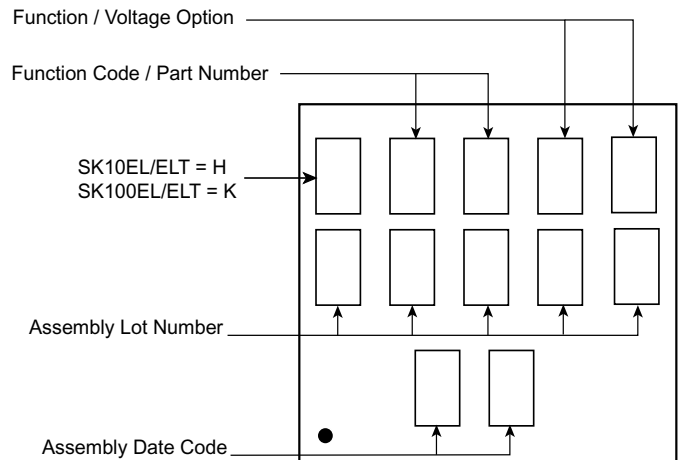 Function / Voltage Option
Function Code / Part Number
SK10EL/ELT = H
SK100EL/ELT = K
Assembly Lot Number
Assembly Date Code